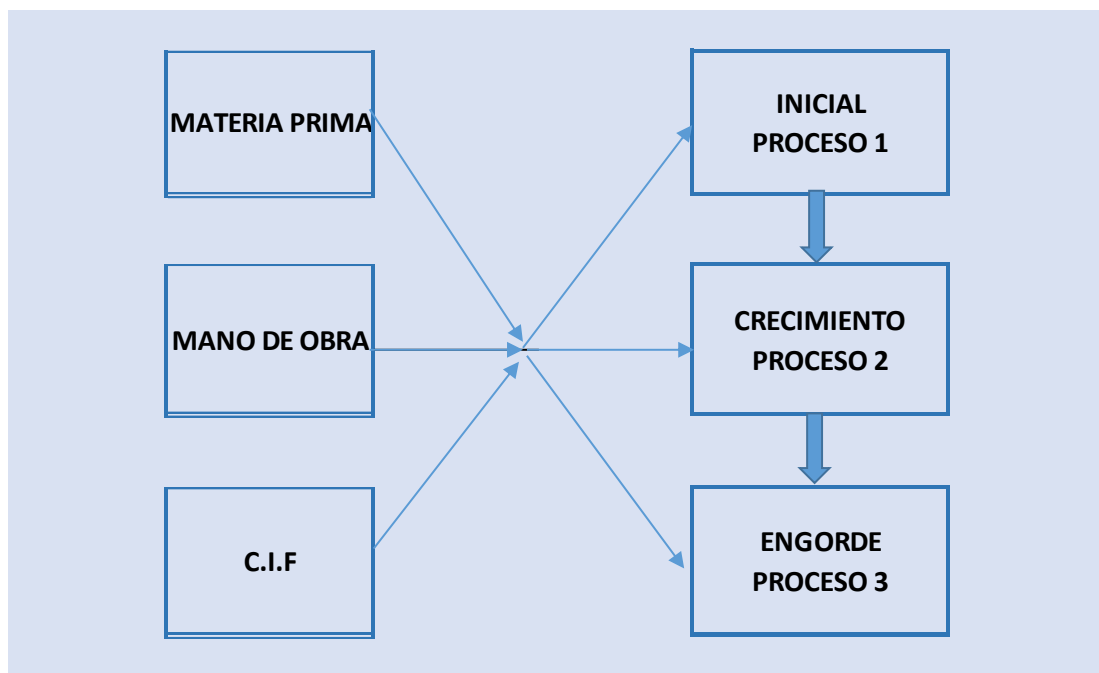 MATERIA PRIMA
MANO DE OBRA
C.I.F
INICIAL
PROCESO 1
CRECIMIENTO
PROCESO 2
ENGORDE
PROCESO 3